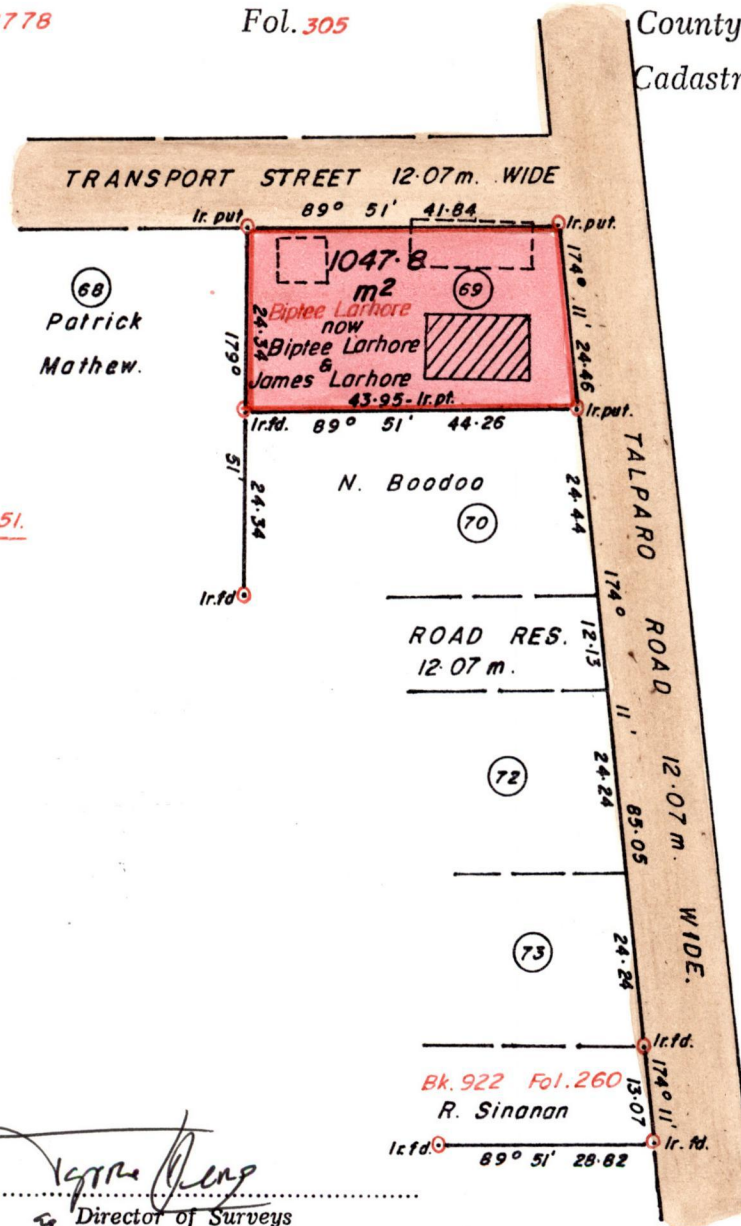 778 Fol. 305 County
Cadastr
TRANSPORT STREET 12·07m. WIDE
Ir. put 89° 51' 41·84 Ir. put.
68
Patrick
Mathew.
1047·8
m²
69
Biptee Larhore
now
Biptee Larhore
&
James Larhore
179° 24·34
174° 11' 24·46
43·95-Ir.pt.
Ir.fd. 89° 51' 44·26 Ir.put.
51' 24·34
N. Boodoo
70
24·44
51.
Ir.fd
TALPARO ROAD 12·07m. WIDE.
174° 11' 85·05
ROAD RES. 12·13
12·07 m.
72
24·24
73
24·24
Ir.fd.
Bk. 922 Fol. 260
R. Sinanan
13·07 174° 11'
Ir.fd. 89° 51' 28·82 Ir. fd.
Director of Surveys